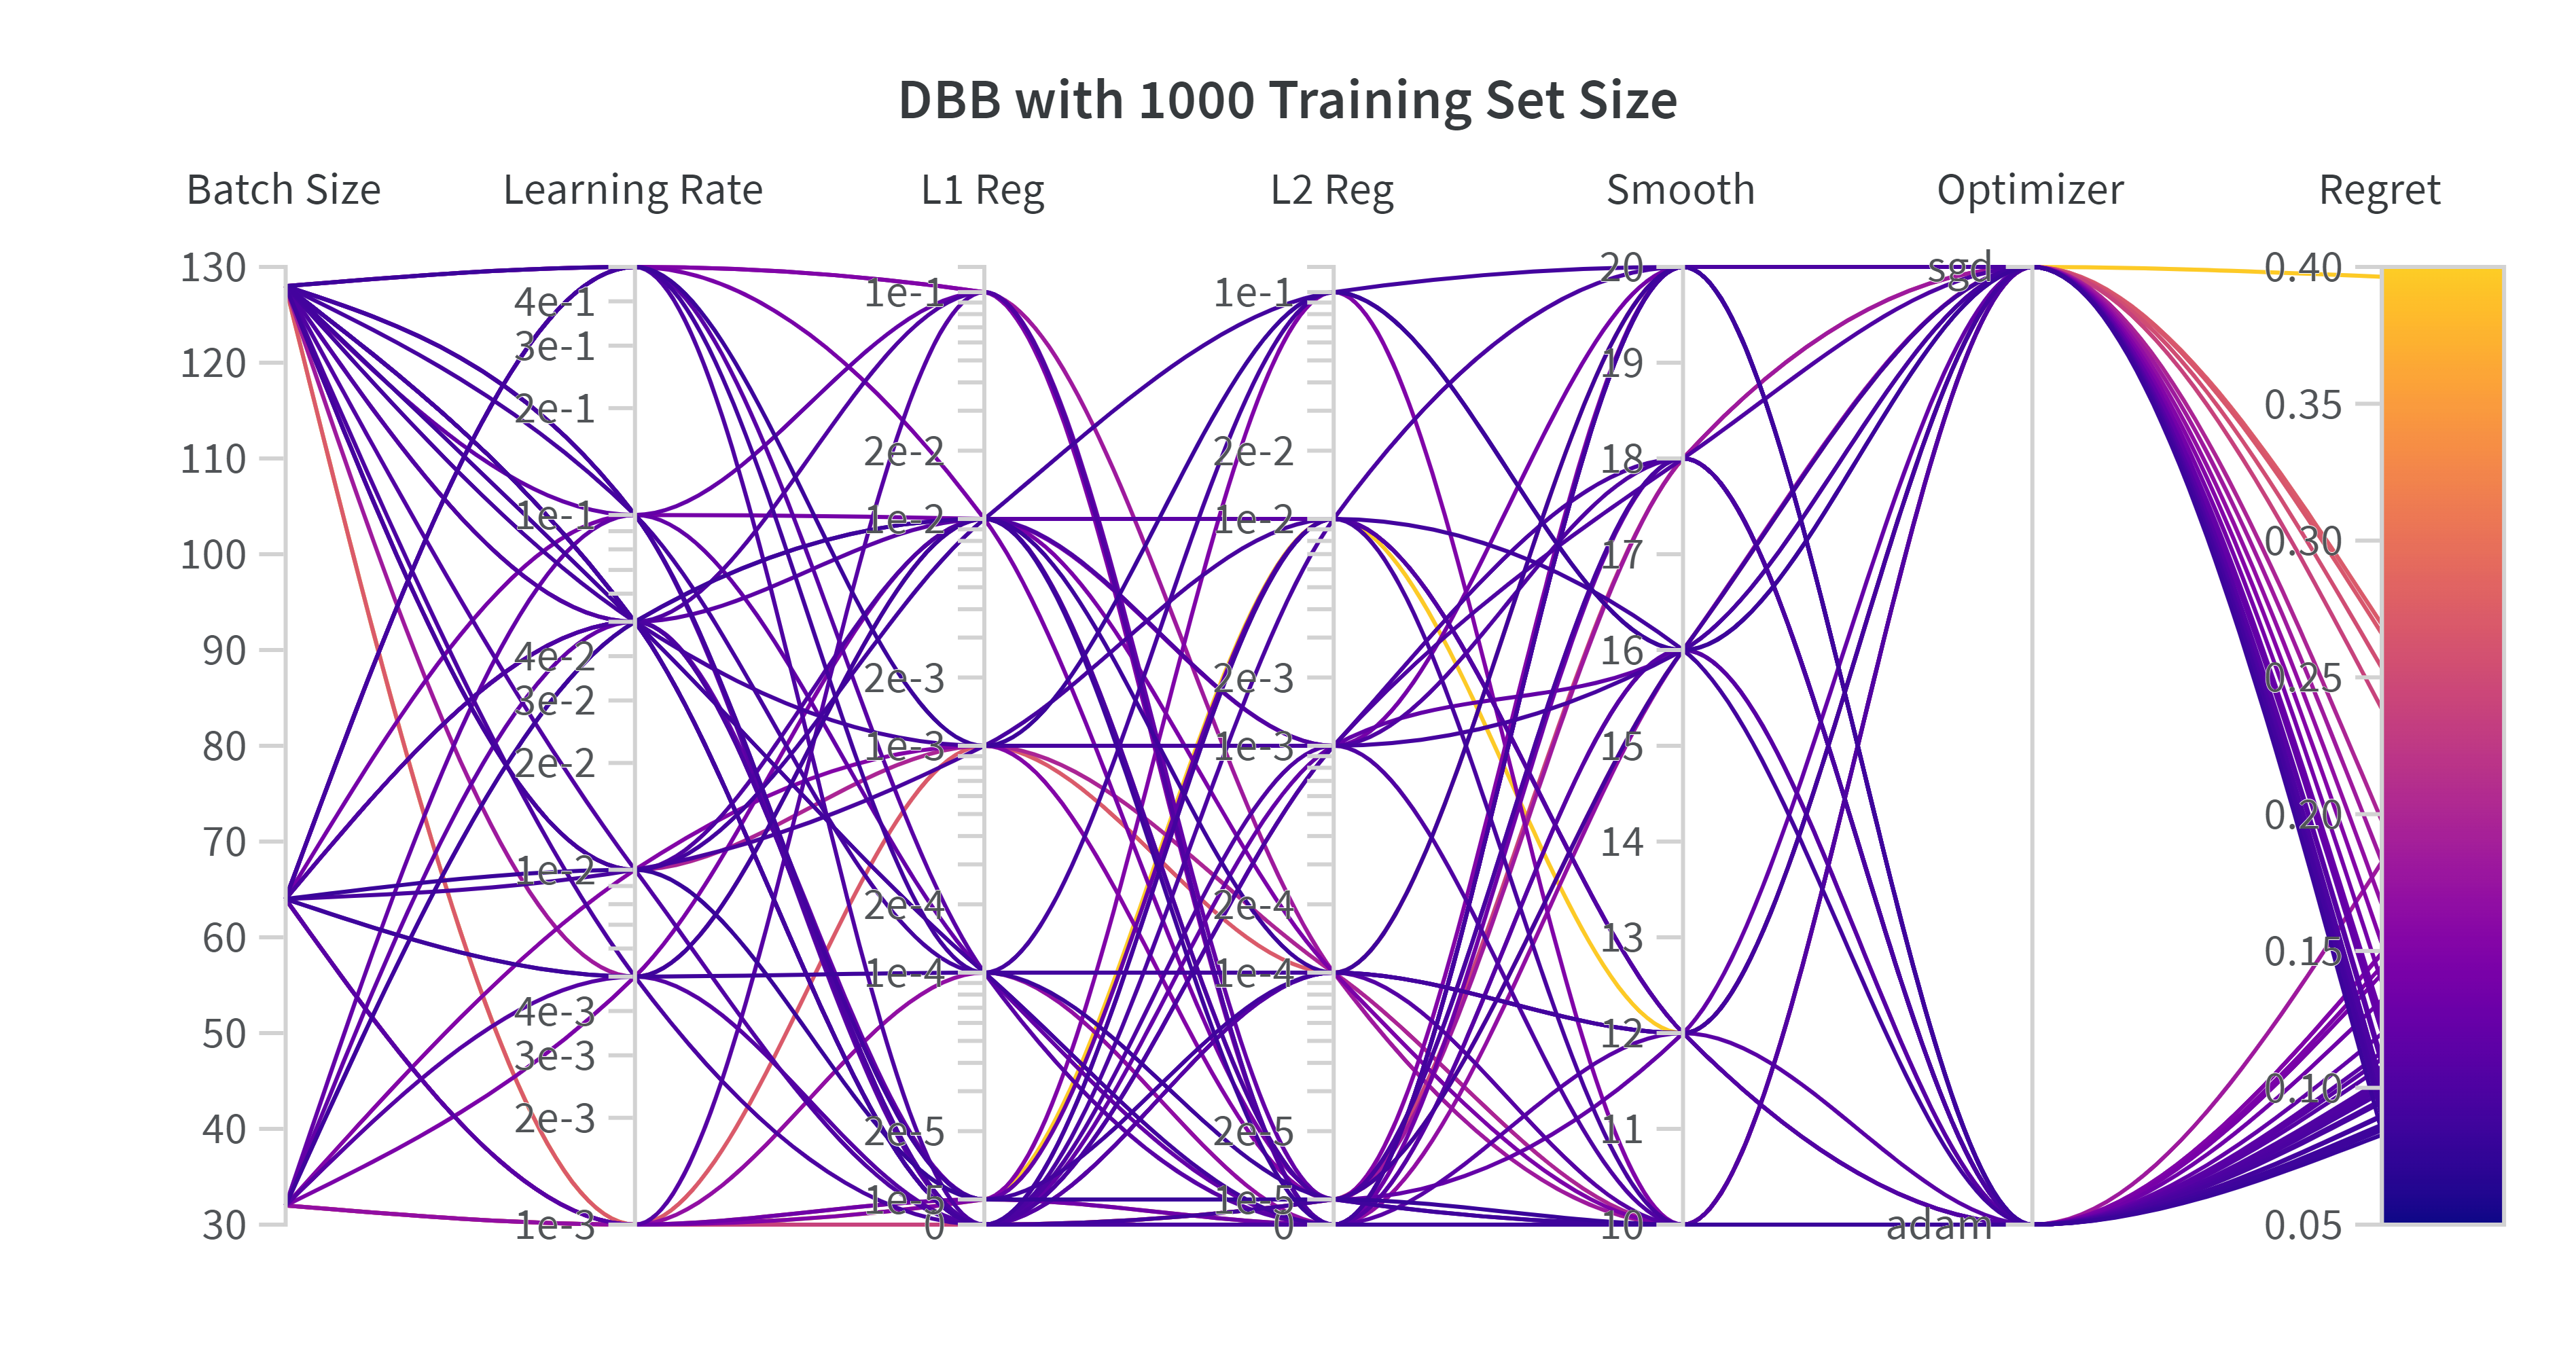 DBB with 1000 Training Set Size
Batch Size Learning Rate L1 Reg L2 Reg Smooth Optimizer Regret
130
120
110
100
90
80
70
60
50
40
30
4e-1
3e-1
2e-1
1e-1
4e-2
3e-2
2e-2
1e-2
4e-3
3e-3
2e-3
1e-3
1e-1
2e-2
1e-2
2e-3
1e-3
2e-4
1e-4
2e-5
1e-5
0
1e-1
2e-2
1e-2
2e-3
1e-3
2e-4
1e-4
2e-5
1e-5
0
20
19
18
17
16
15
14
13
12
11
10
sgd
adam
0.40
0.35
0.30
0.25
0.20
0.15
0.10
0.05